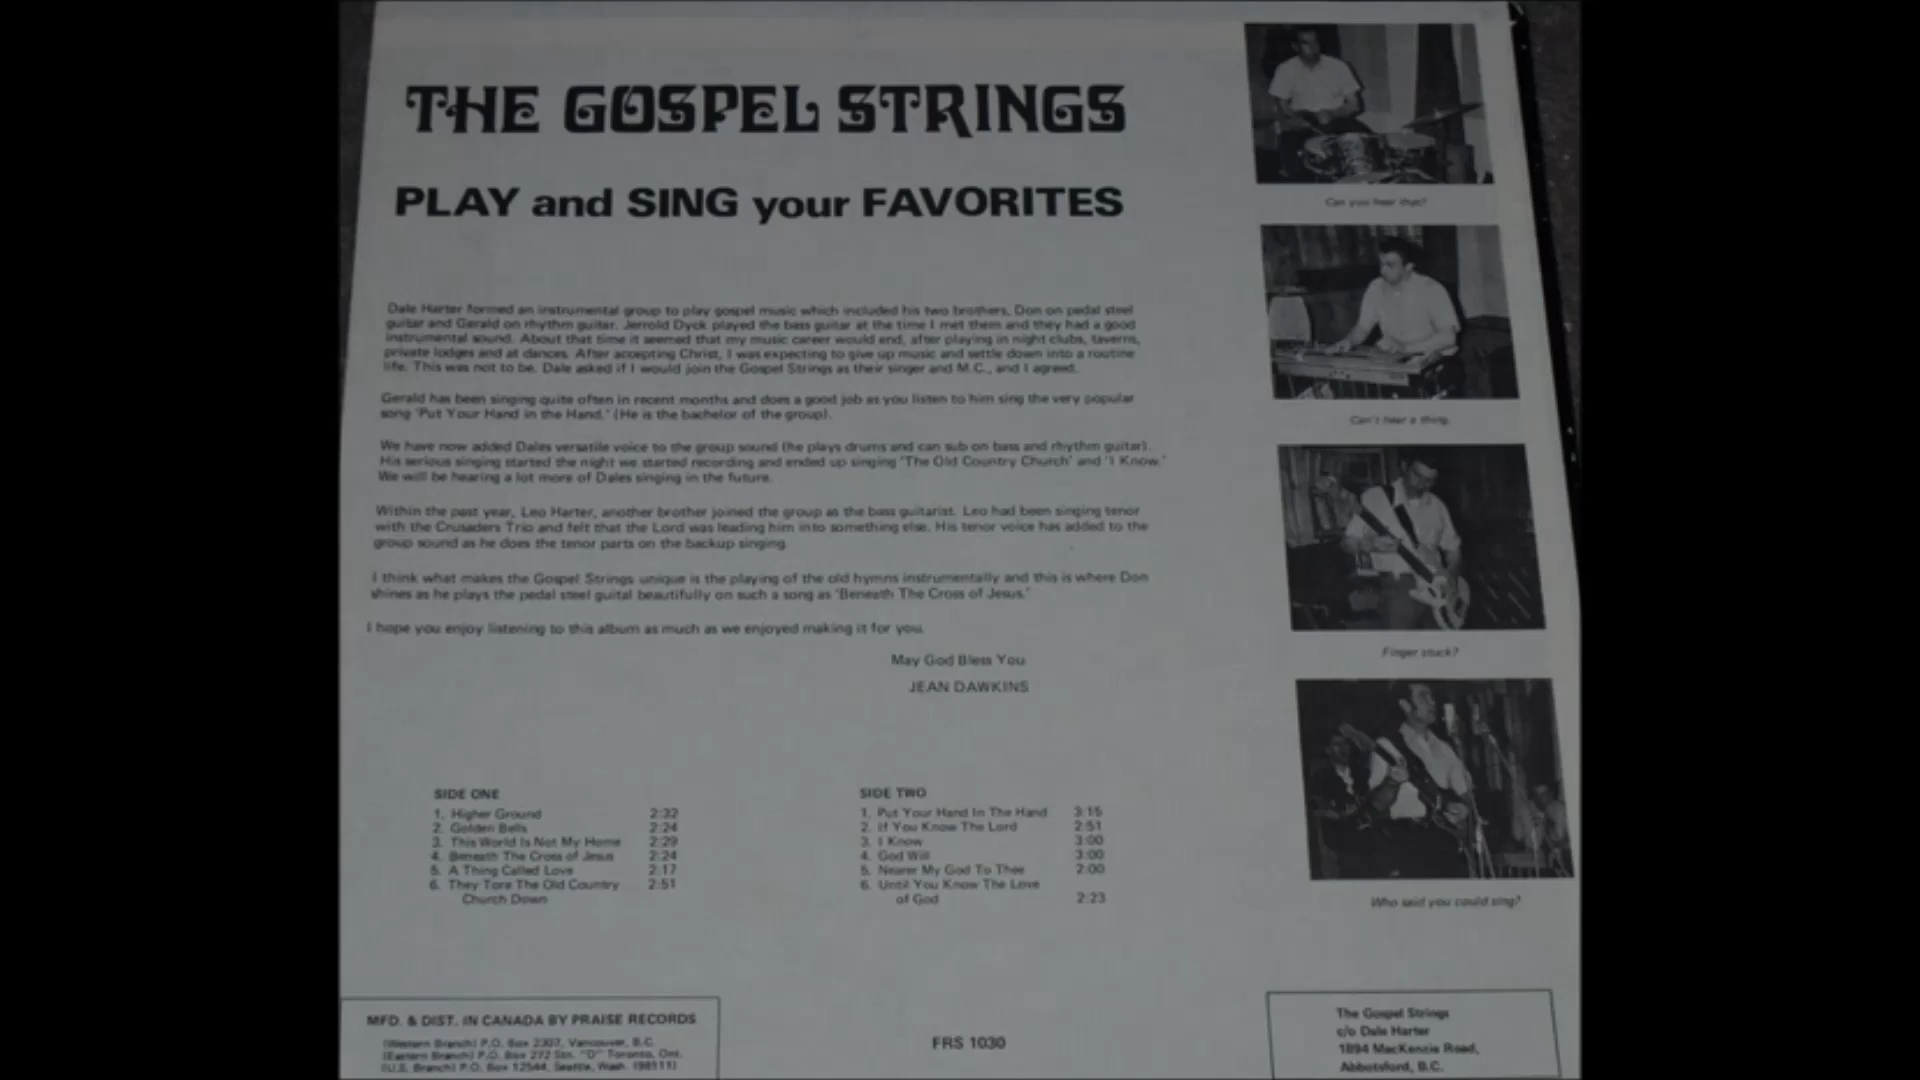 THE GOSPEL STRINGS
PLAY and SING your FAVORITES
Dale Harter formed an instrumental group to play gospel music which included his two brothers, Don on pedal steel
guitar and Gerald on rhythm guitar. Jerrold Dyck played the bass guitar at the time I met them and they had a good
instrumental sound. About that time it seemed that my music career would end, after playing in night clubs, taverns,
private lodges and at dances. After accepting Christ, I was expecting to give up music and settle down into a routine
life. This was not to be. Dale asked if I would join the Gospel Strings as their singer and M.C., and I agreed.
Gerald has been singing quite often in recent months and does a good job as you listen to him sing the very popular
song 'Put Your Hand in the Hand.' (He is the bachelor of the group).
We have now added Dales versatile voice to the group sound (he plays drums and can sub on bass and rhythm guitar).
His serious singing started the night we started recording and ended up singing 'The Old Country Church' and 'I Know.'
We will be hearing a lot more of Dales singing in the future.
Within the past year, Leo Harter, another brother joined the group as the bass guitarist. Leo had been singing tenor
with the Crusaders Trio and felt that the Lord was leading him into something else. His tenor voice has added to the
group sound as he does the tenor parts on the backup singing.
I think what makes the Gospel Strings unique is the playing of the old hymns instrumentally and this is where Don
shines as he plays the pedal steel guital beautifully on such a song as 'Beneath The Cross of Jesus.'
I hope you enjoy listening to this album as much as we enjoyed making it for you.
May God Bless You
JEAN DAWKINS
SIDE ONE
1. Higher Ground 2:32
2. Golden Bells 2:24
3. This World Is Not My Home 2:29
4. Beneath The Cross of Jesus 2:24
5. A Thing Called Love 2:17
6. They Tore The Old Country 2:51
Church Down
SIDE TWO
1. Put Your Hand In The Hand 3:15
2. If You Know The Lord 2:51
3. I Know 3:00
4. God Will 3:00
5. Nearer My God To Thee 2:00
6. Until You Know The Love
of God 2:23
Can you hear that?
Can't hear a thing.
Finger stuck?
Who said you could sing?
MFD. & DIST. IN CANADA BY PRAISE RECORDS
(Western Branch) P.O. Box 2307, Vancouver, B.C.
(Eastern Branch) P.O. Box 272 Stn. "D" Toronto, Ont.
(U.S. Branch) P.O. Box 12544, Seattle, Wash. (98111)
FRS 1030
The Gospel Strings
c/o Dale Harter
1894 MacKenzie Road,
Abbotsford, B.C.